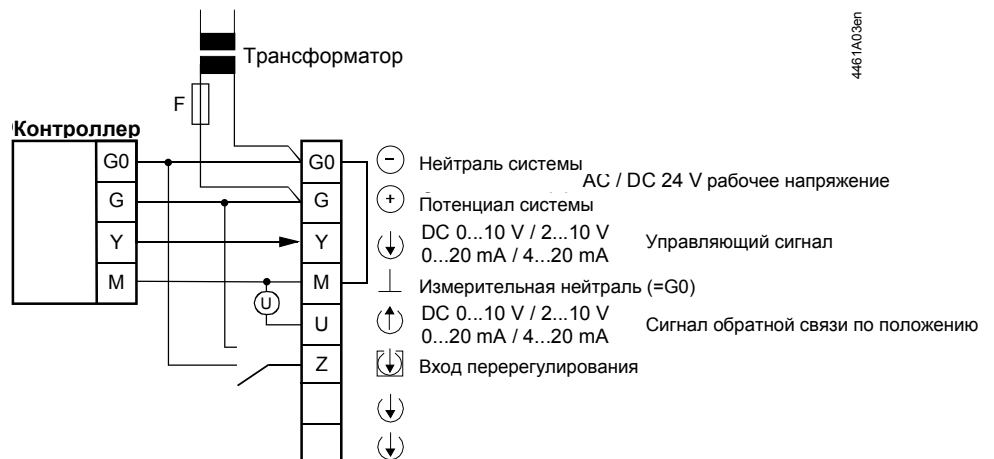 4461A03en
Трансформатор
F
Контроллер
G0
G
Y
M
U
G0
G
Y
M
U
Z
Нейтраль системы
AC / DC 24 V рабочее напряжение
Потенциал системы
DC 0...10 V / 2...10 V
0...20 mA / 4...20 mA
Управляющий сигнал
Измерительная нейтраль (=G0)
DC 0...10 V / 2...10 V
0...20 mA / 4...20 mA
Сигнал обратной связи по положению
Вход перерегулирования